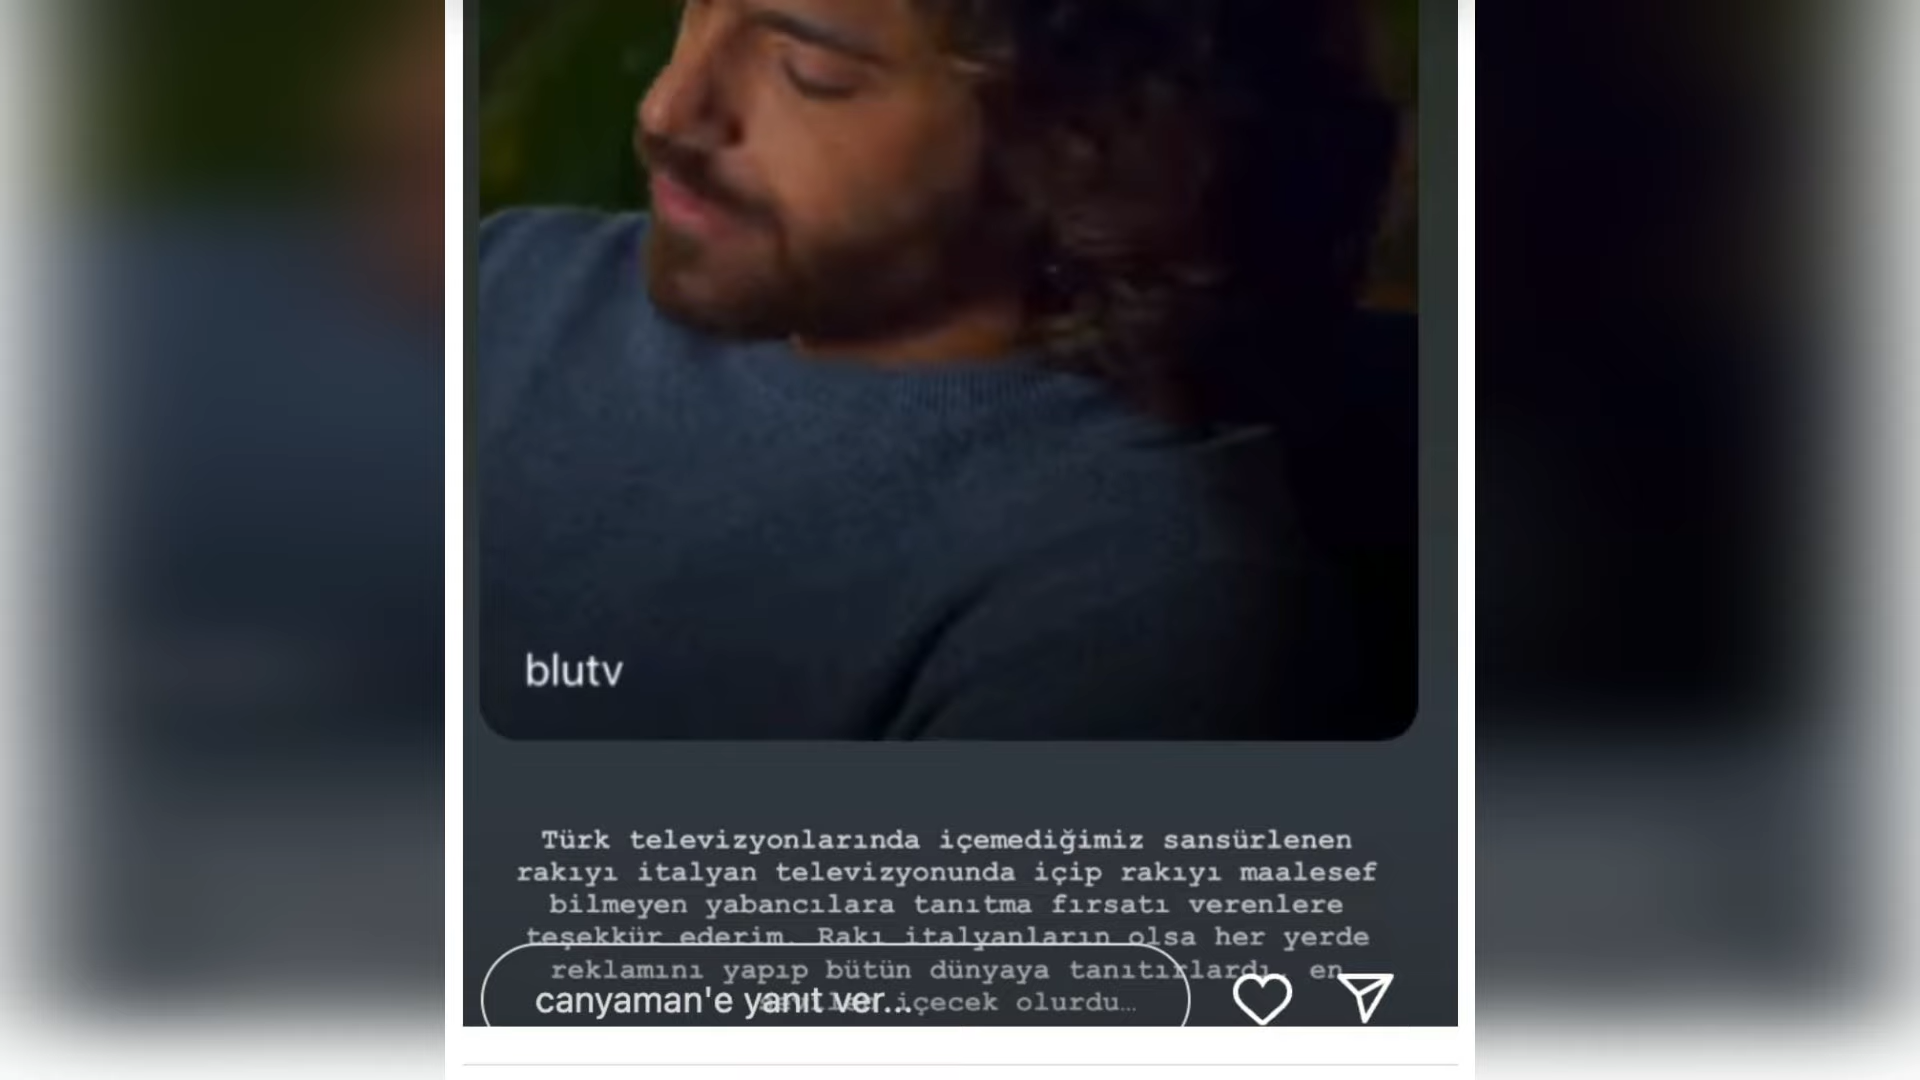 blutv
Türk televizyonlarında içemediğimiz sansürlenen
rakıyı italyan televizyonunda içip rakıyı maalesef
bilmeyen yabancılara tanıtma fırsatı verenlere
teşekkür ederim. Rakı italyanların olsa her yerde
reklamını yapıp bütün dünyaya tanıtırlardı, en
içecek olurdu…
canyaman'e yanıt ver...